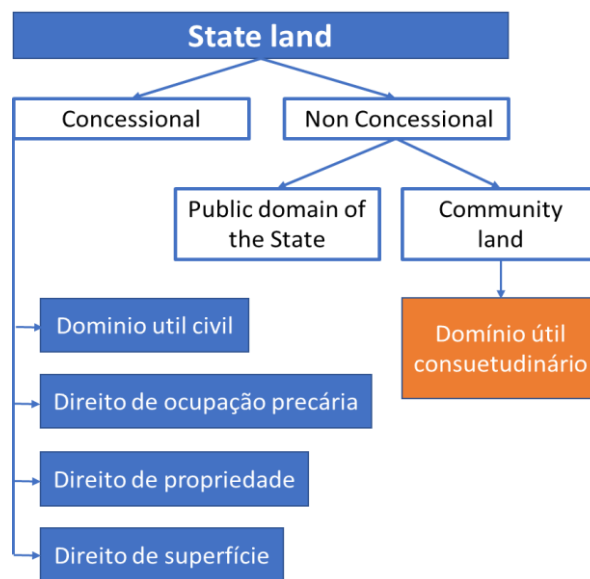 State land
Concessional
Non Concessional
Public domain of
the State
Community
land
Dominio util civil
Domínio útil
consuetudinário
Direito de ocupação precária
Direito de propriedade
Direito de superfície